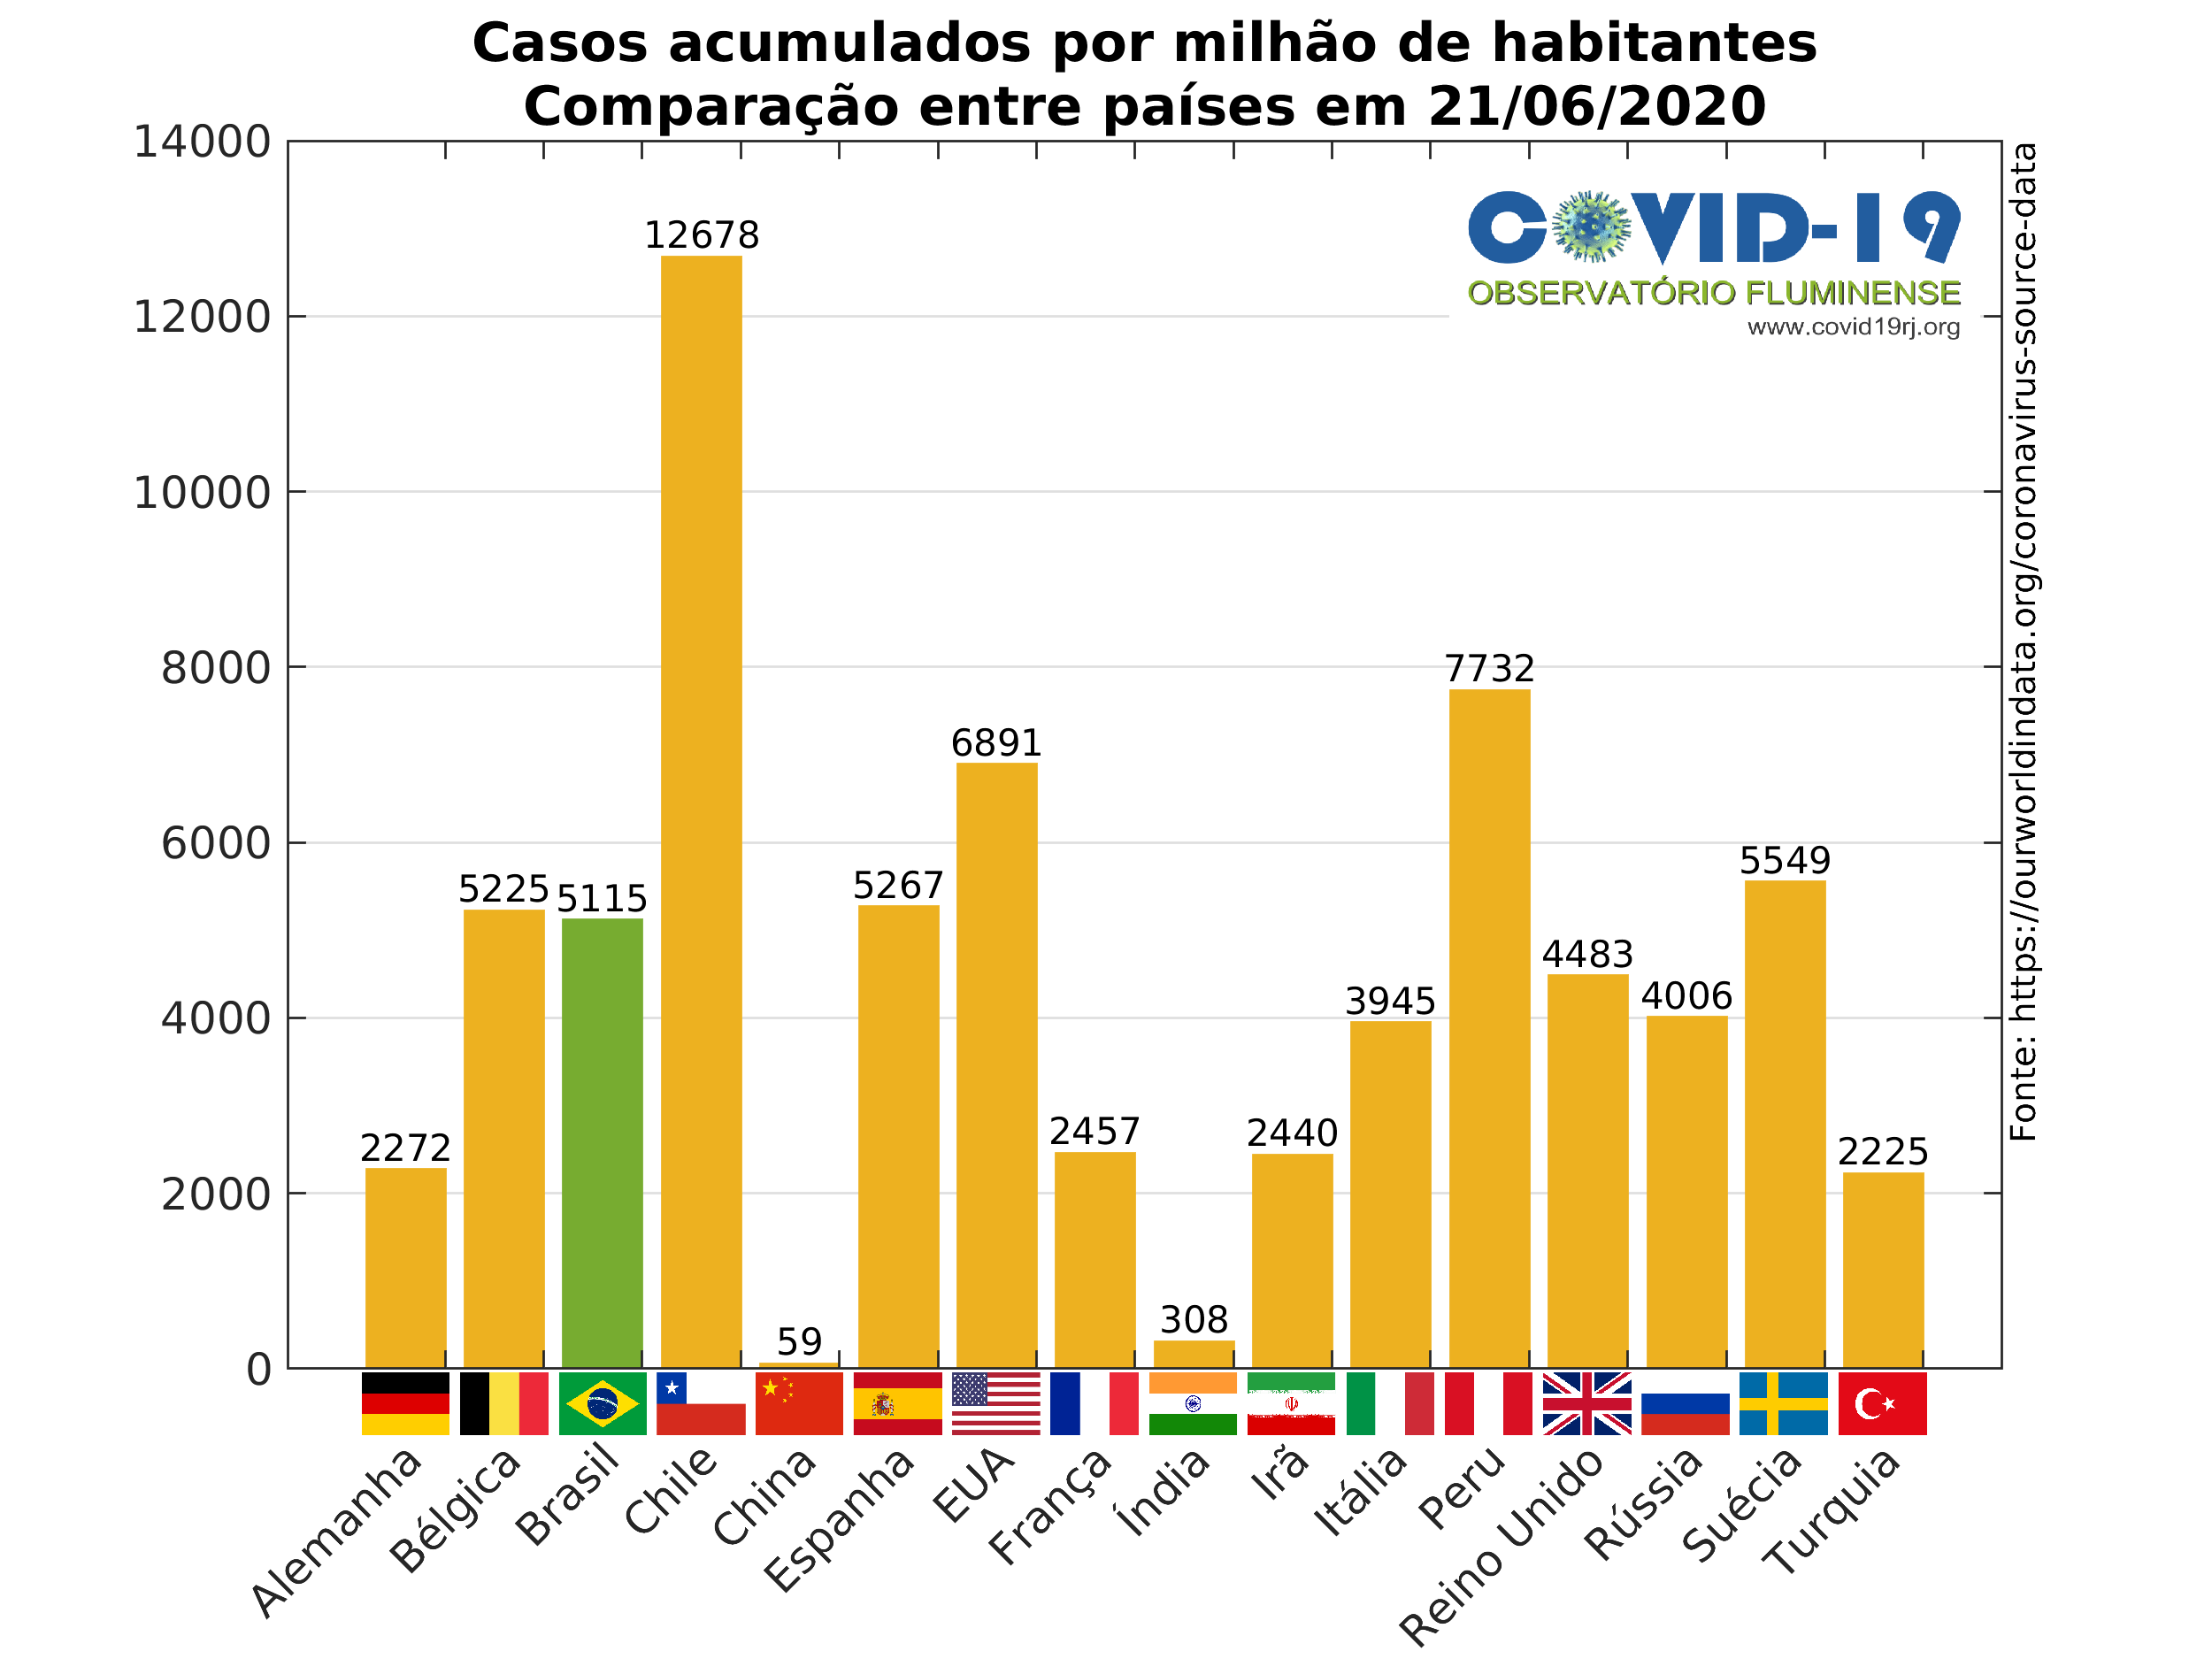 Casos acumulados por milhão de habitantes
Comparação entre países em 21/06/2020
14000
12000
10000
8000
6000
4000
2000
0
COVID-19
OBSERVATÓRIO FLUMINENSE
www.covid19rj.org
Fonte: https://ourworldindata.org/coronavirus-source-data
2272
5225
5115
12678
59
5267
6891
2457
308
2440
3945
7732
4483
4006
5549
2225
Alemanha
Bélgica
Brasil
Chile
China
Espanha
EUA
França
Índia
Irã
Itália
Peru
Reino Unido
Rússia
Suécia
Turquia